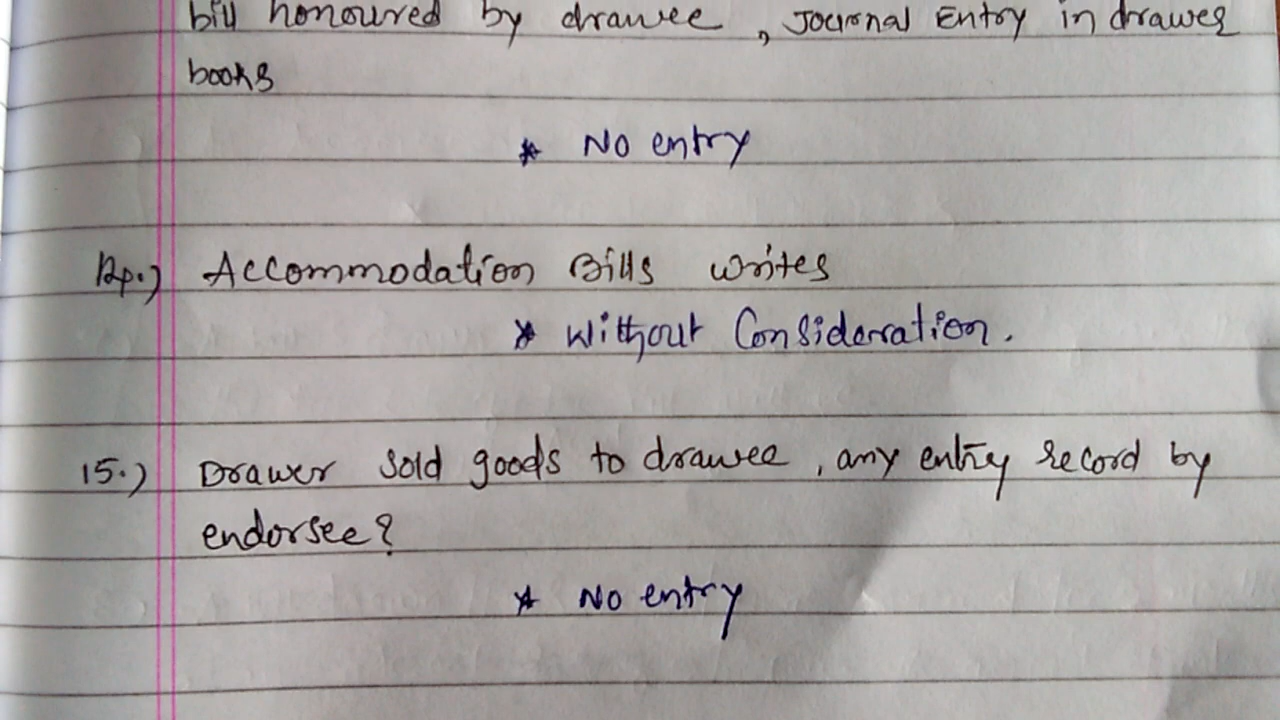 bill honoured by drawee, Journal Entry in drawer
books
* No entry
14.) Accommodation Bills writes
* Without Consideration.
15.) Drawer sold goods to drawee, any entry record by
endorsee?
* No entry